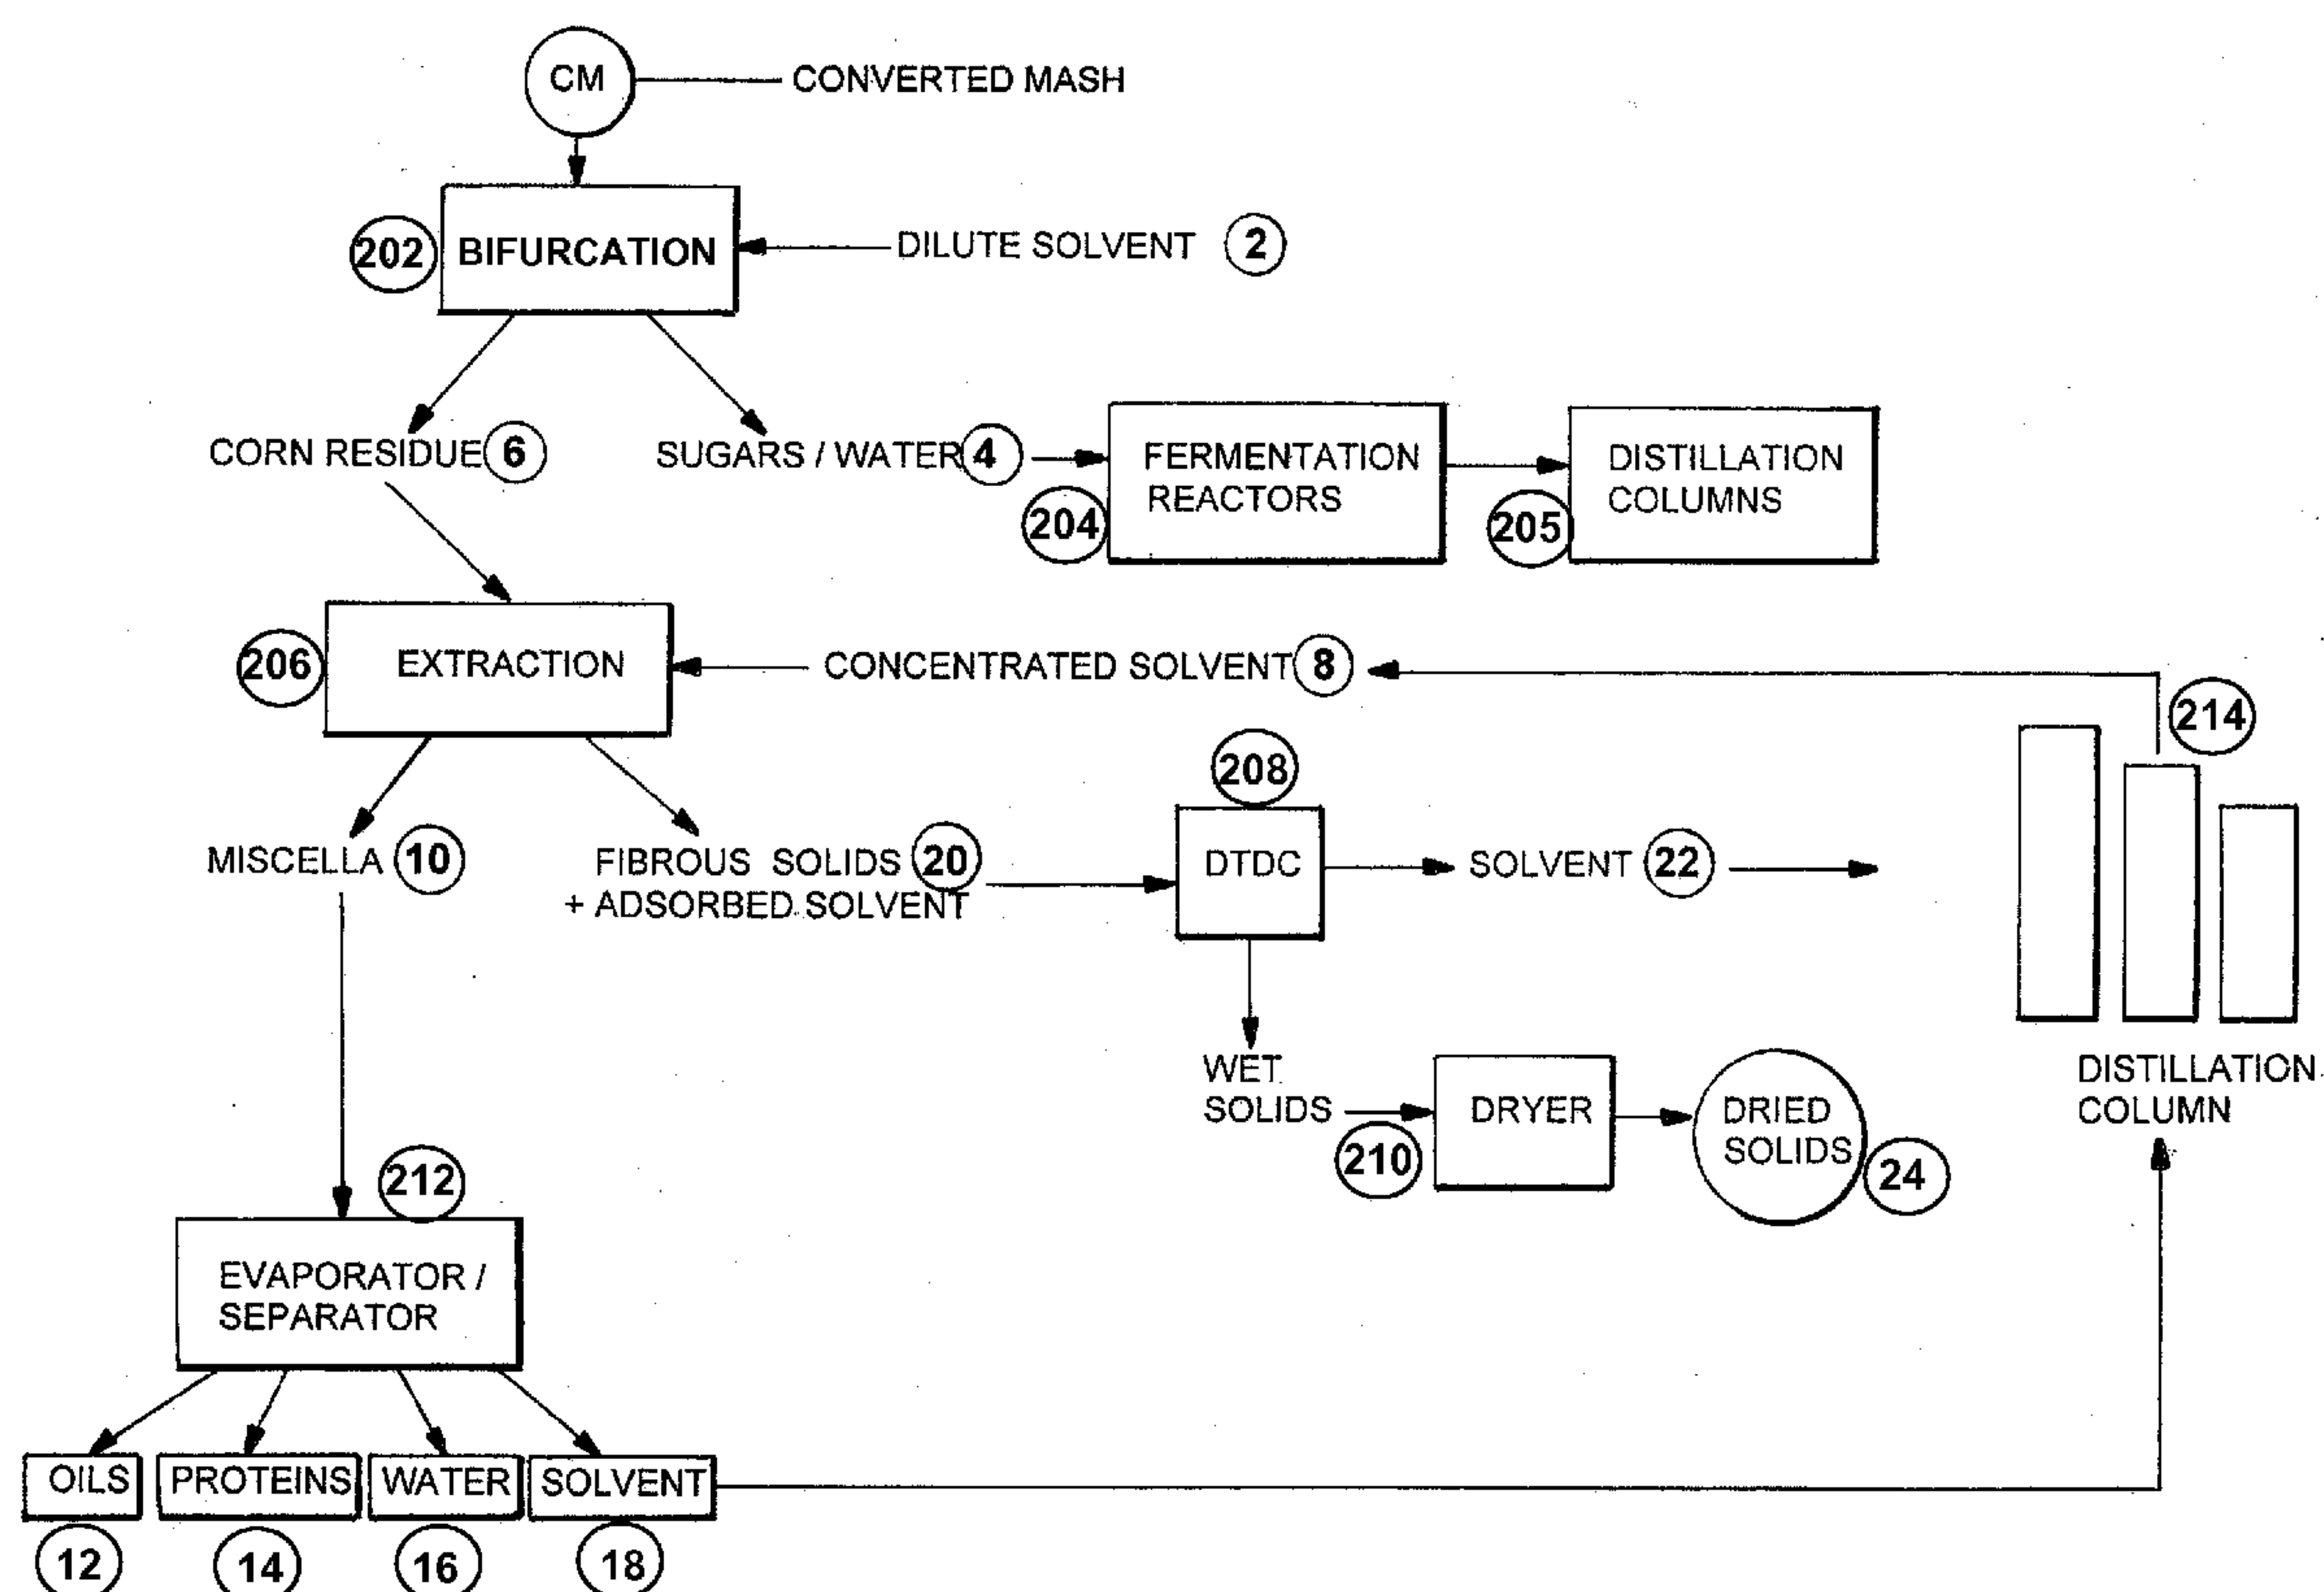 CM
CONVERTED MASH
202
BIFURCATION
DILUTE SOLVENT
2
CORN RESIDUE
6
SUGARS / WATER
4
204
FERMENTATION
REACTORS
205
DISTILLATION
COLUMNS
206
EXTRACTION
CONCENTRATED SOLVENT
8
214
208
MISCELLA
10
FIBROUS SOLIDS
20
+ ADSORBED SOLVENT
DTDC
SOLVENT
22
WET
SOLIDS
210
DRYER
DRIED
SOLIDS
24
DISTILLATION
COLUMN
212
EVAPORATOR /
SEPARATOR
OILS
PROTEINS
WATER
SOLVENT
12
14
16
18